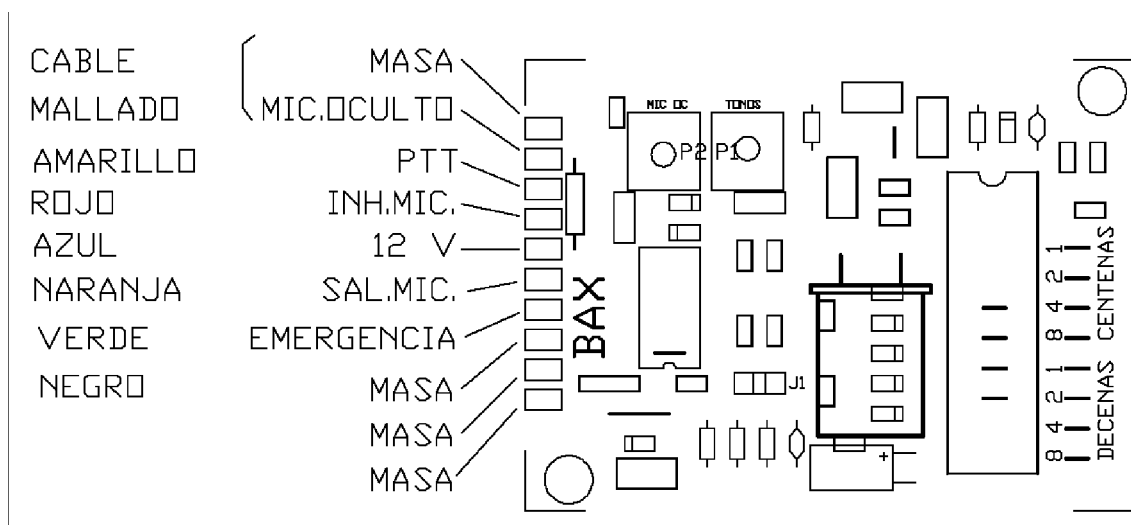 CABLE MASA
MALLADO MIC.OCULTO
AMARILLO PTT
ROJO INH.MIC.
AZUL 12 V
NARANJA SAL.MIC.
VERDE EMERGENCIA
NEGRO MASA
MASA
MASA
BAX
MIC OC TONOS
P2 P1
J1
+
1
2
4
8
CENTENAS
1
2
4
8
DECENAS